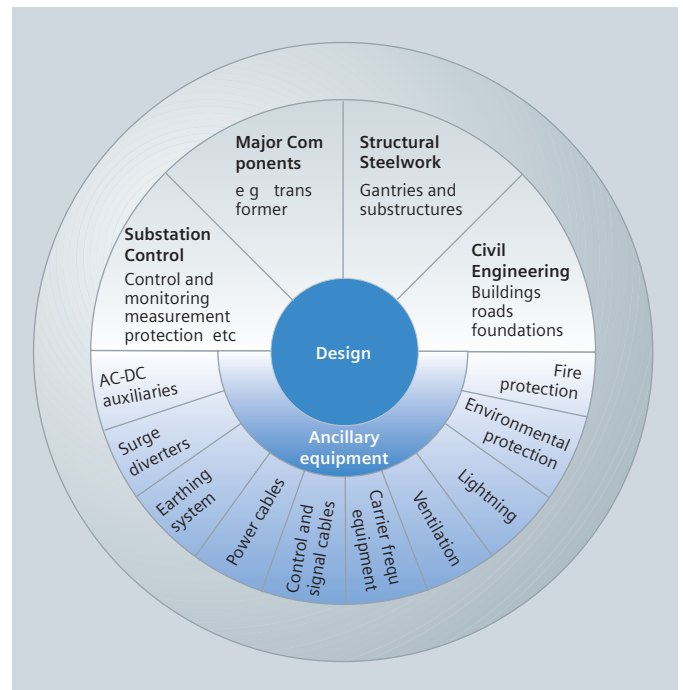 Major Com
ponents
e g trans
former
Structural
Steelwork
Gantries and
substructures
Substation
Control
Control and
monitoring
measurement
protection etc
Civil
Engineering
Buildings
roads
foundations
Design
Ancillary
equipment
AC-DC
auxiliaries
Surge
diverters
Earthing
system
Power cables
Control and
signal cables
Carrier frequ
equipment
Ventilation
Lightning
Environmental
protection
Fire
protection